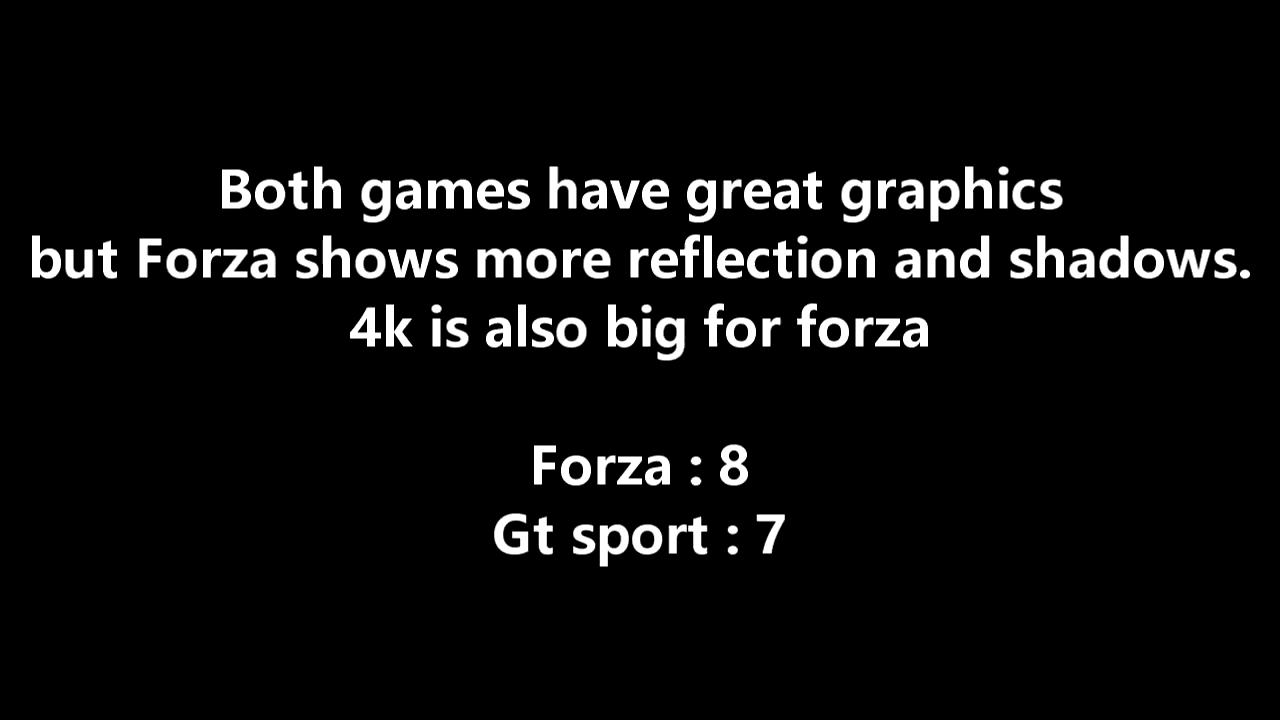 Both games have great graphics
but Forza shows more reflection and shadows.
4k is also big for forza
Forza : 8
Gt sport : 7